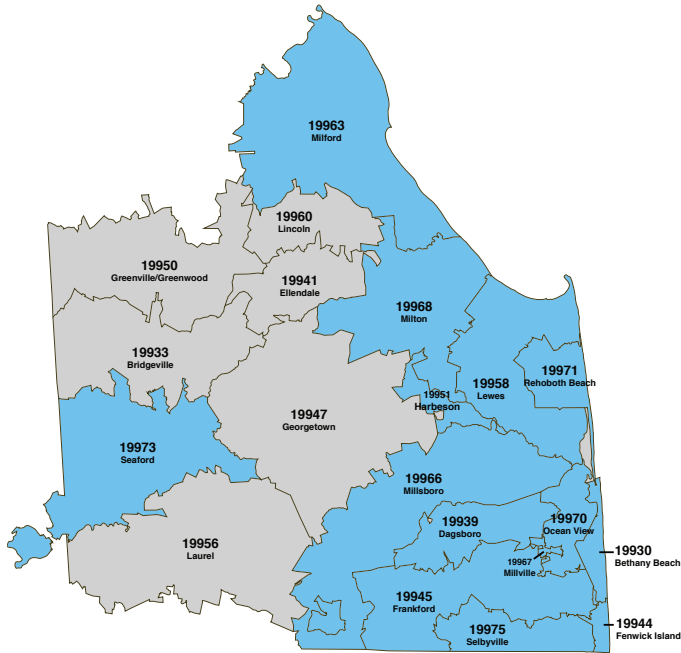 19963
Milford
19960
Lincoln
19950
Greenville/Greenwood
19941
Ellendale
19968
Milton
19933
Bridgeville
19971
Rehoboth Beach
19958
Lewes
19951
Harbeson
19947
Georgetown
19973
Seaford
19966
Millsboro
19939
Dagsboro
19970
Ocean View
19956
Laurel
19967
Millville
19930
Bethany Beach
19945
Frankford
19944
Fenwick Island
19975
Selbyville